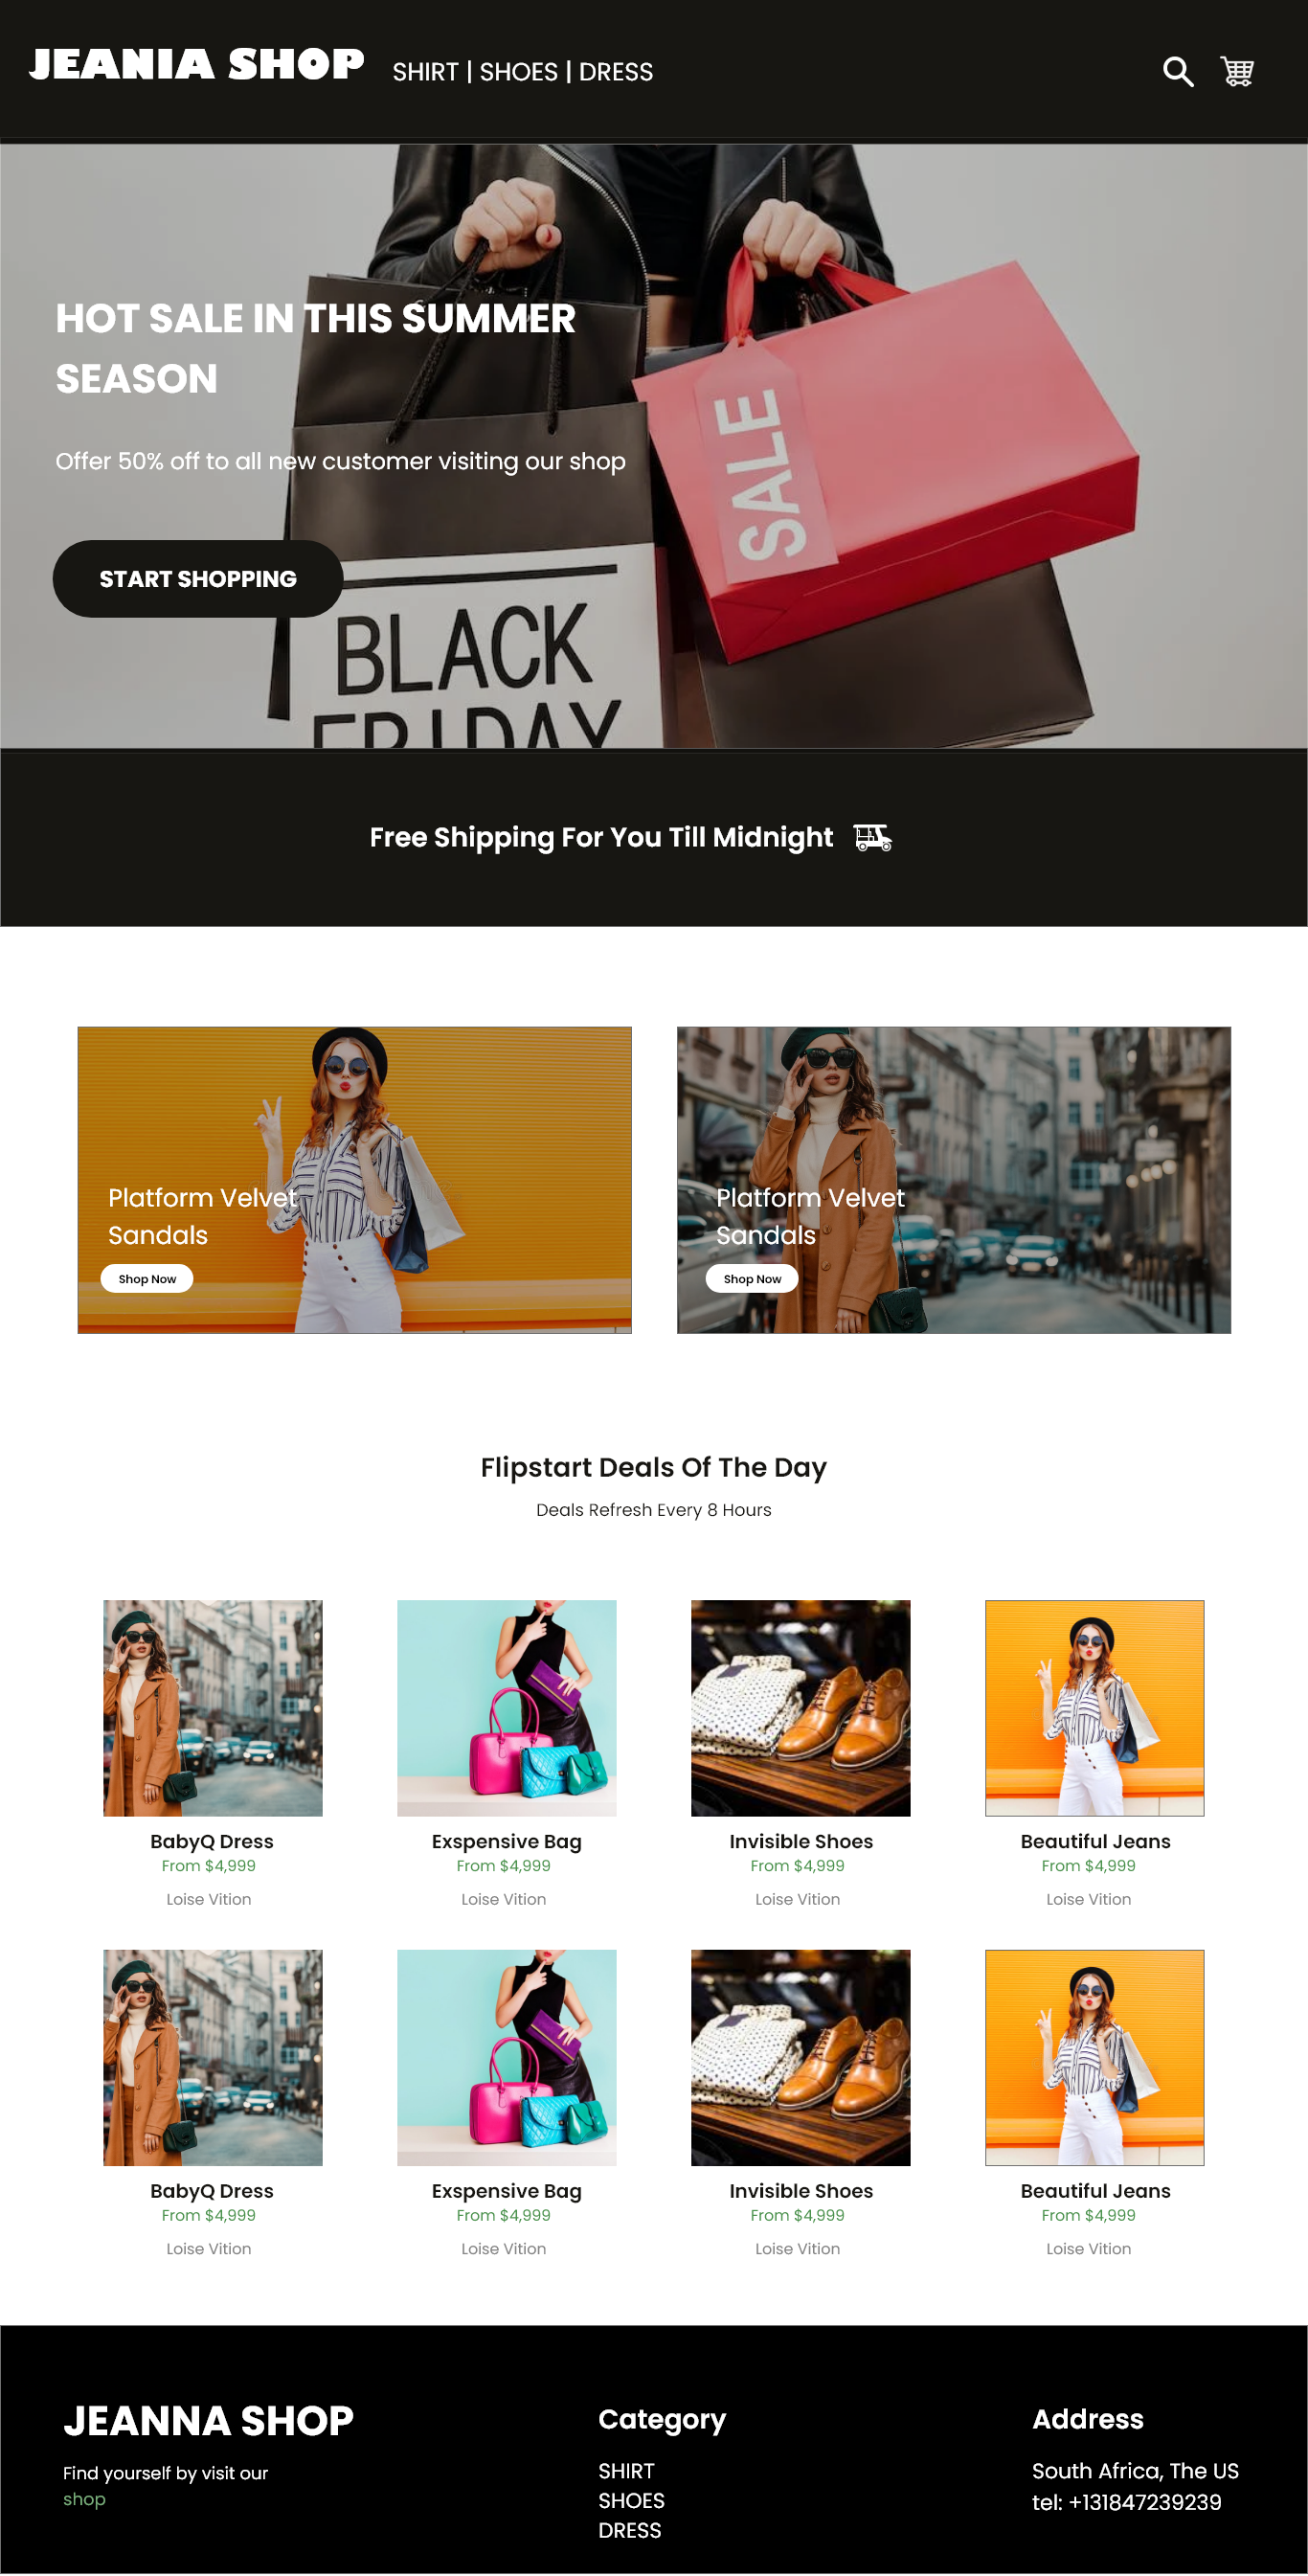 JEANIA SHOP SHIRT | SHOES | DRESS
HOT SALE IN THIS SUMMER
SEASON
Offer 50% off to all new customer visiting our shop
START SHOPPING
SALE
BLACK
FRIDAY
Free Shipping For You Till Midnight
Platform Velvet
Sandals
Shop Now
Platform Velvet
Sandals
Shop Now
Flipstart Deals Of The Day
Deals Refresh Every 8 Hours
BabyQ Dress
From $4,999
Loise Vition
Exspensive Bag
From $4,999
Loise Vition
Invisible Shoes
From $4,999
Loise Vition
Beautiful Jeans
From $4,999
Loise Vition
BabyQ Dress
From $4,999
Loise Vition
Exspensive Bag
From $4,999
Loise Vition
Invisible Shoes
From $4,999
Loise Vition
Beautiful Jeans
From $4,999
Loise Vition
JEANNA SHOP
Find yourself by visit our
shop
Category
SHIRT
SHOES
DRESS
Address
South Africa, The US
tel: +131847239239